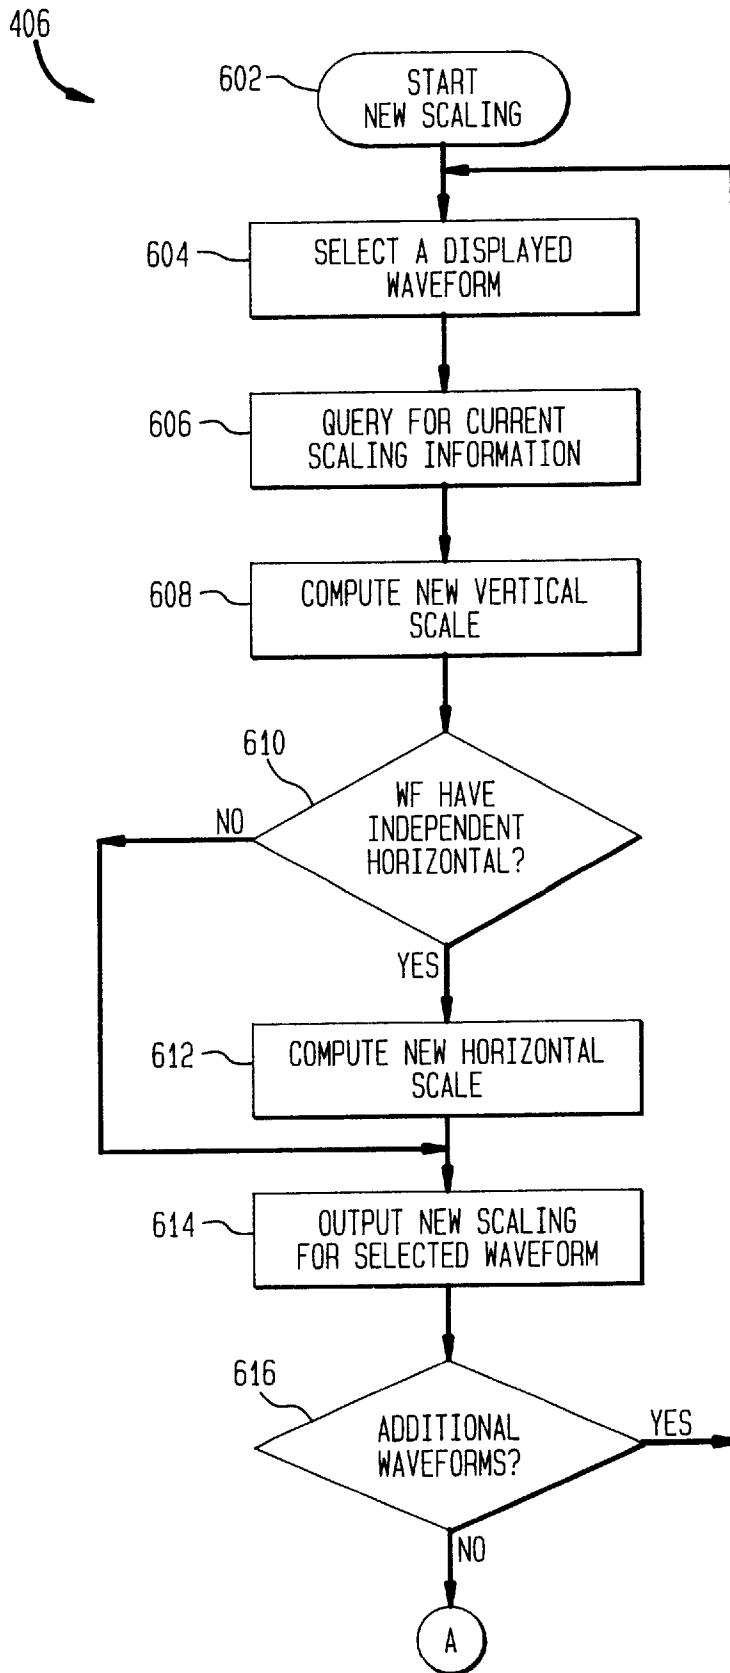 406
602
START
NEW SCALING
604
SELECT A DISPLAYED
WAVEFORM
606
QUERY FOR CURRENT
SCALING INFORMATION
608
COMPUTE NEW VERTICAL
SCALE
610
WF HAVE
INDEPENDENT
HORIZONTAL?
NO
YES
612
COMPUTE NEW HORIZONTAL
SCALE
614
OUTPUT NEW SCALING
FOR SELECTED WAVEFORM
616
ADDITIONAL
WAVEFORMS?
YES
NO
A